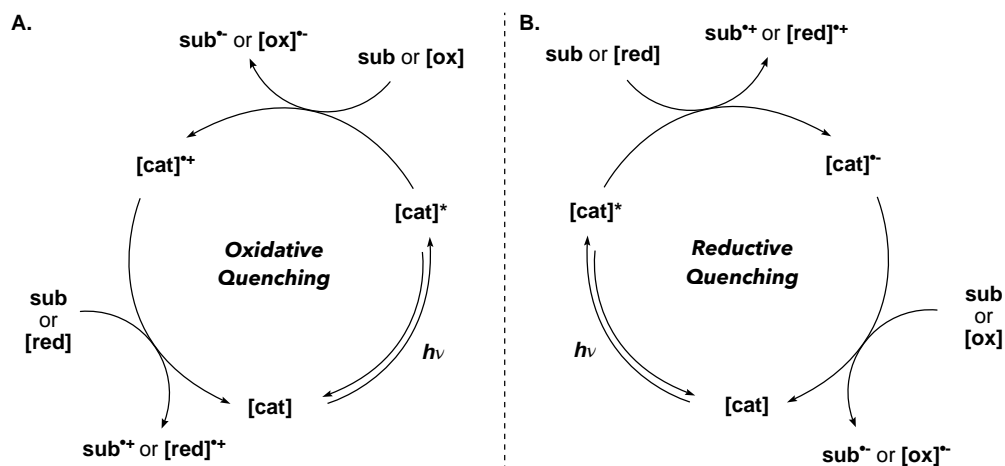 A.
sub•- or [ox]•-
sub or [ox]
[cat]•+
[cat]*
Oxidative
Quenching
sub
or
[red]
hν
[cat]
sub•+ or [red]•+
B.
sub•+ or [red]•+
sub or [red]
[cat]•-
[cat]*
Reductive
Quenching
sub
or
[ox]
hν
[cat]
sub•- or [ox]•-